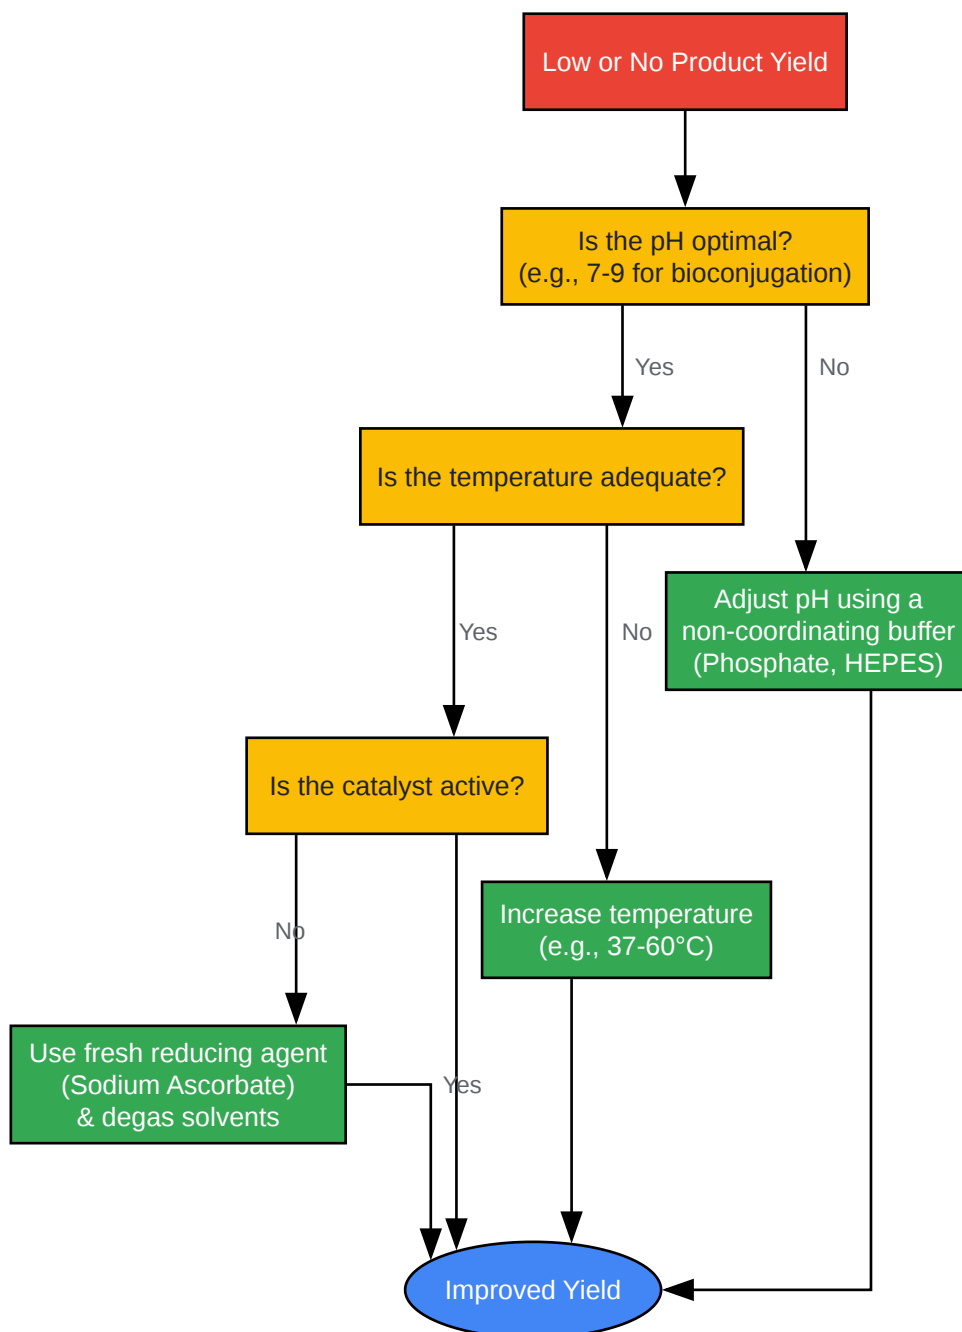 Low or No Product Yield
Is the pH optimal?
(e.g., 7-9 for bioconjugation)
Yes
No
Is the temperature adequate?
Adjust pH using a
non-coordinating buffer
(Phosphate, HEPES)
Yes
No
Is the catalyst active?
Increase temperature
(e.g., 37-60°C)
No
Use fresh reducing agent
(Sodium Ascorbate)
& degas solvents
Yes
Improved Yield